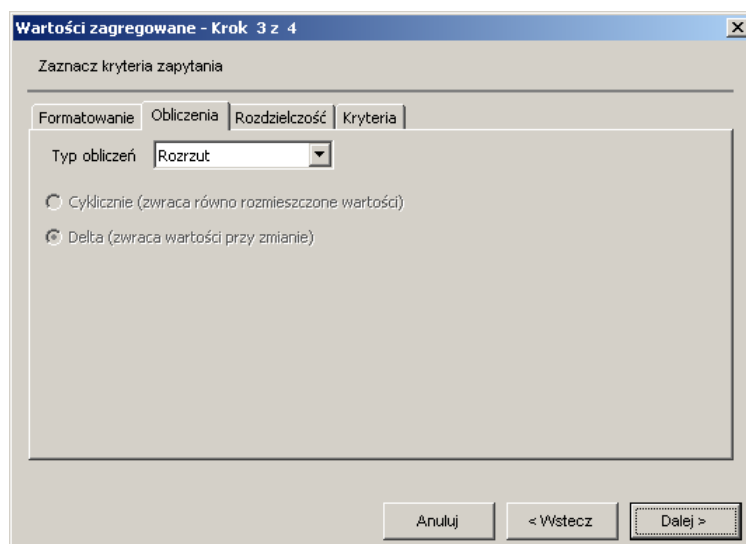 Wartości zagregowane - Krok 3 z 4
Zaznacz kryteria zapytania
Formatowanie Obliczenia Rozdzielczość Kryteria
Typ obliczeń Rozrzut
Cyklicznie (zwraca równo rozmieszczone wartości)
Delta (zwraca wartości przy zmianie)
Anuluj < Wstecz Dalej >